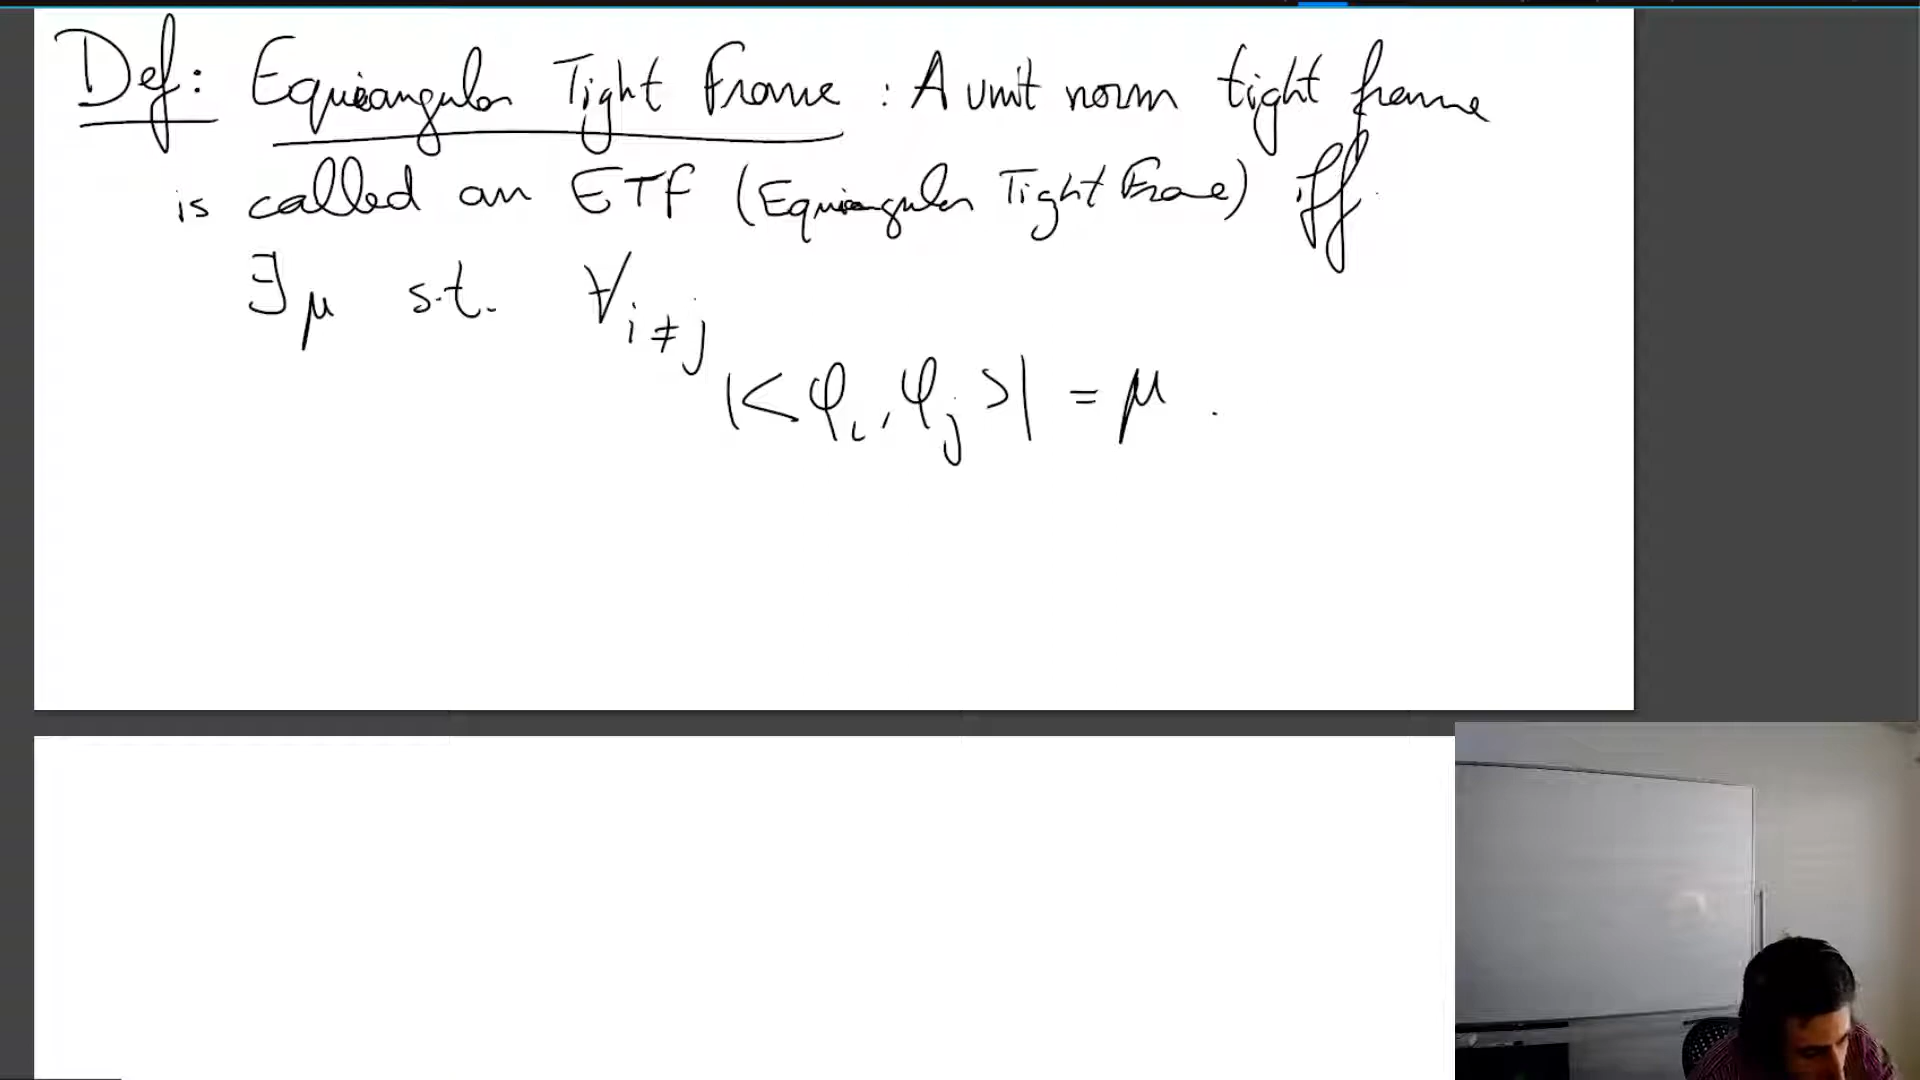 Def: Equiangular Tight Frame : A unit norm tight frame
is called an ETF (Equiangular Tight Frame) iff
∃μ s.t. ∀i≠j
|<φi, φj>| = μ .